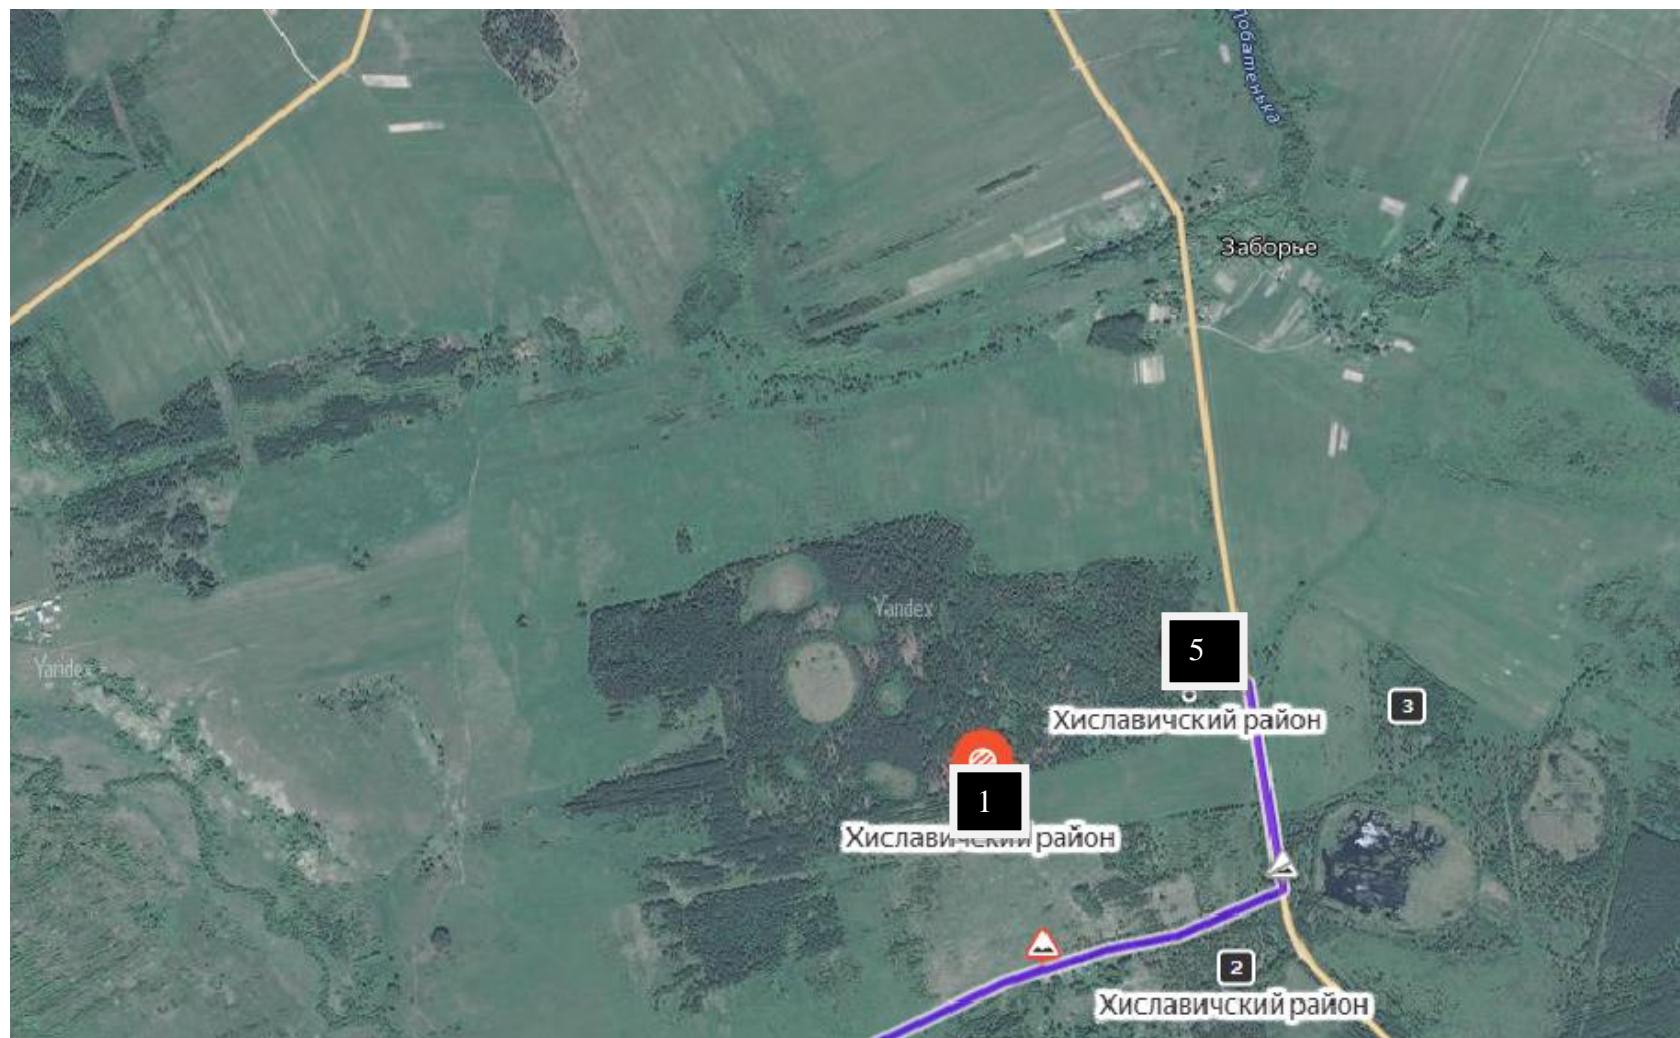 Лобатенька
Заборье
Yandex
5
Yandex
3
Хиславичский район
1
Хиславичский район
2
Хиславичский район